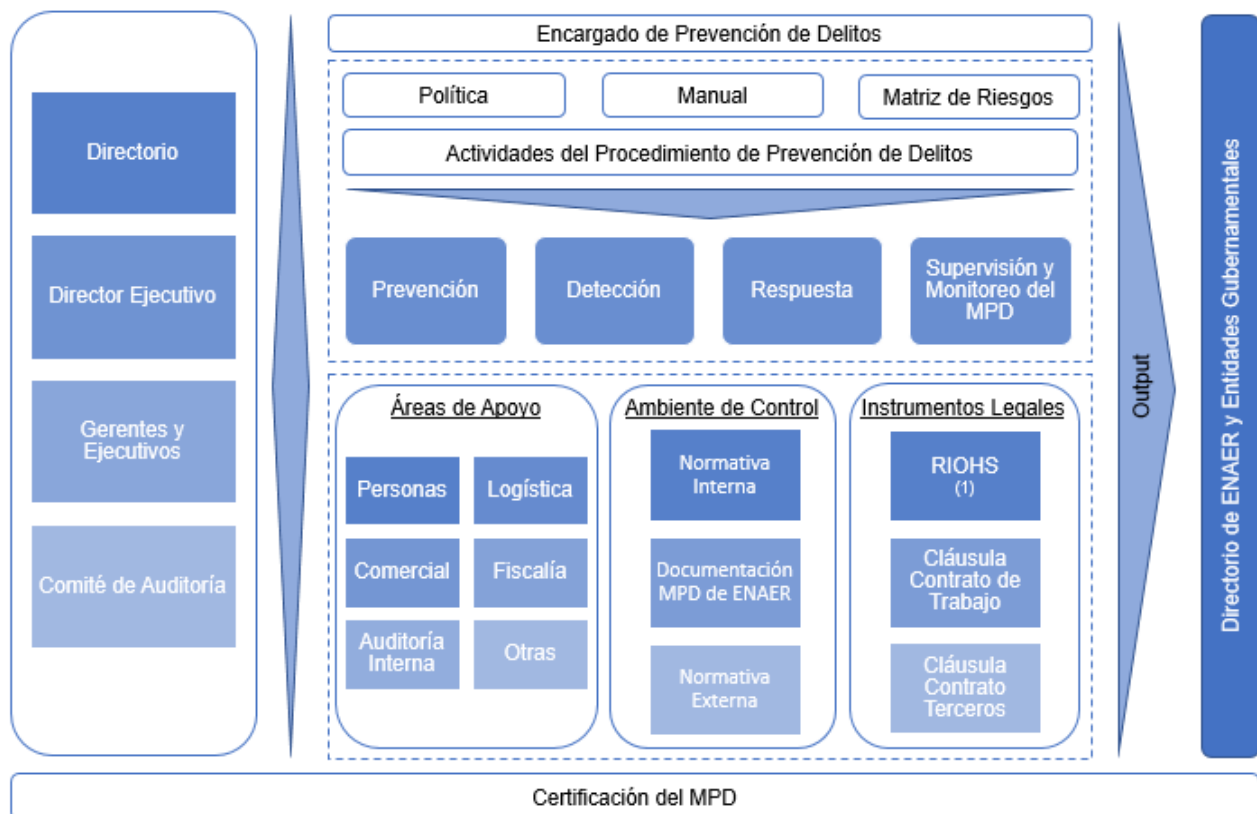 Directorio
Director Ejecutivo
Gerentes y
Ejecutivos
Comité de Auditoría
Encargado de Prevención de Delitos
Política
Manual
Matriz de Riesgos
Actividades del Procedimiento de Prevención de Delitos
Prevención
Detección
Respuesta
Supervisión y
Monitoreo del
MPD
Áreas de Apoyo
Personas
Logística
Comercial
Fiscalía
Auditoría
Interna
Otras
Ambiente de Control
Normativa
Interna
Documentación
MPD de ENAER
Normativa
Externa
Instrumentos Legales
RIOHS
(1)
Cláusula
Contrato de
Trabajo
Cláusula
Contrato
Terceros
Output
Directorio de ENAER y Entidades Gubernamentales
Certificación del MPD